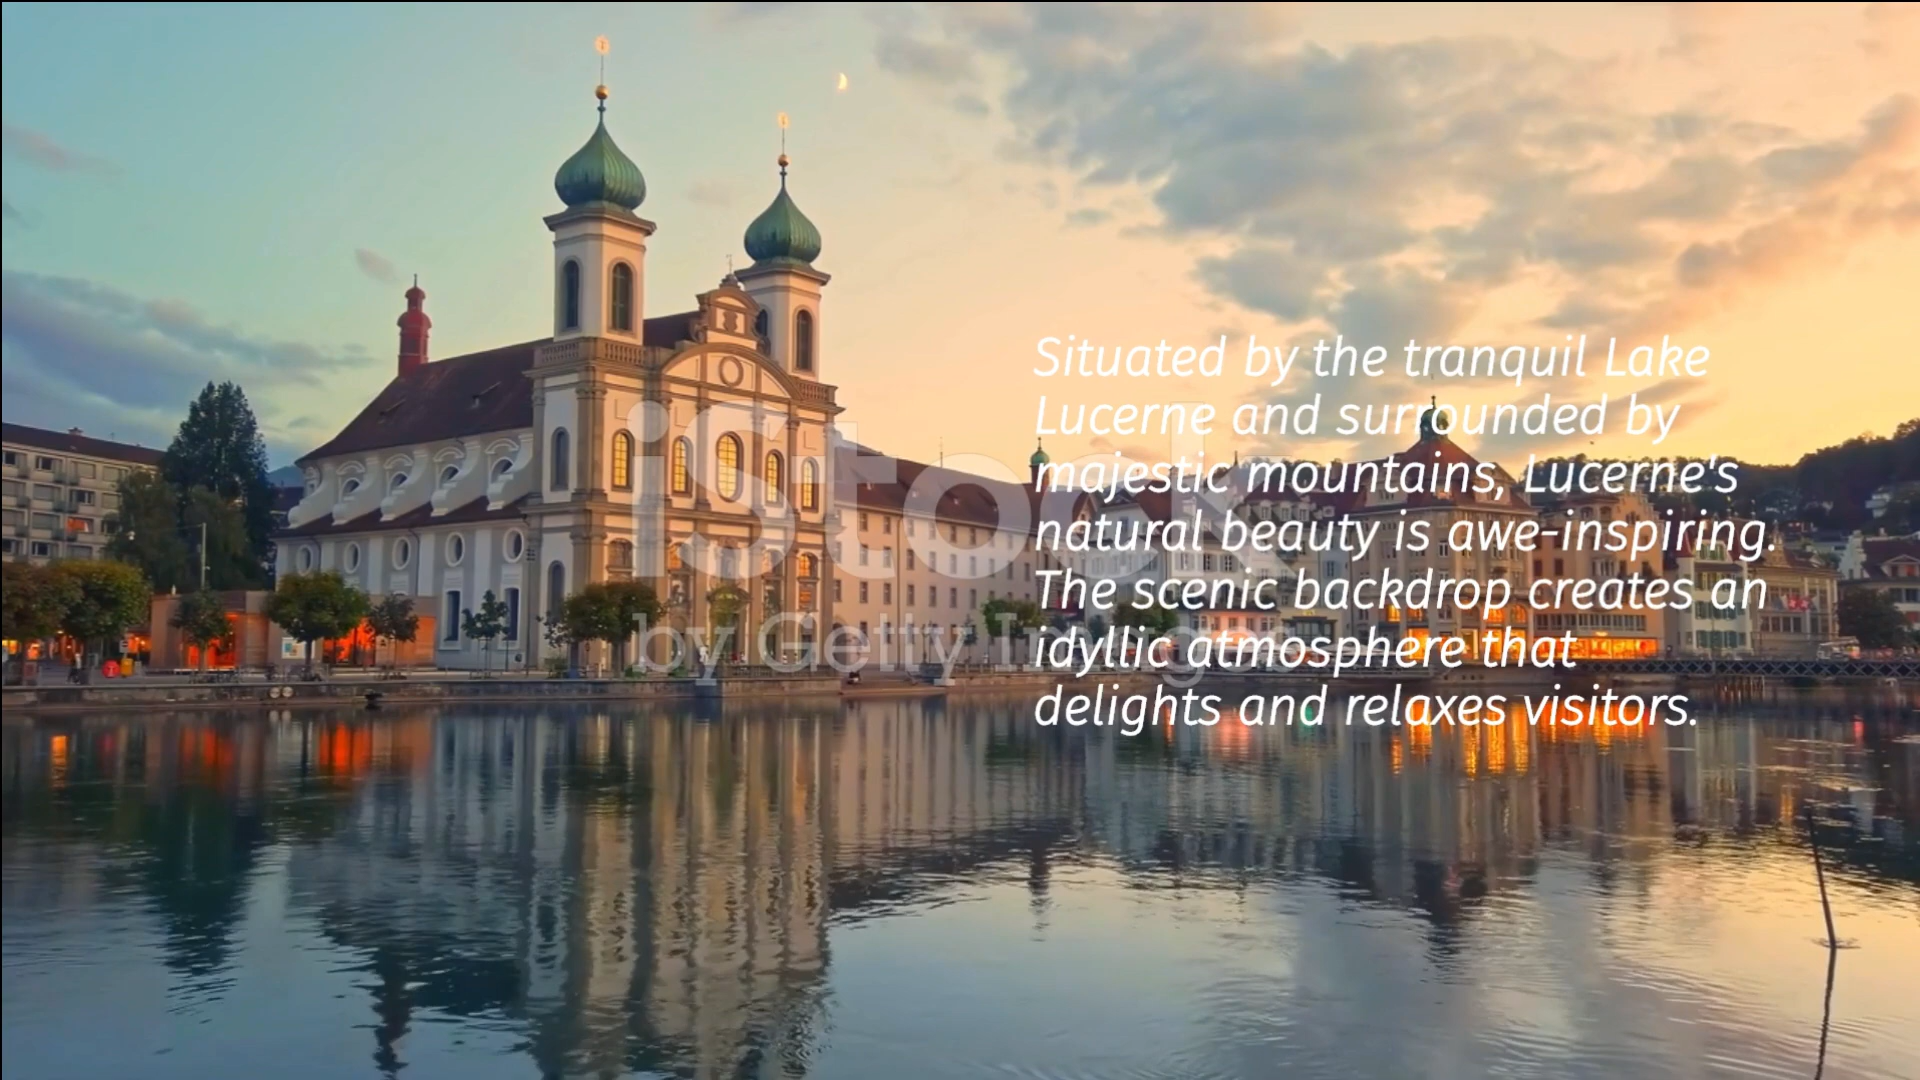 Situated by the tranquil Lake
Lucerne and surrounded by
majestic mountains, Lucerne's
natural beauty is awe-inspiring.
The scenic backdrop creates an
idyllic atmosphere that
delights and relaxes visitors.
iStock
by Getty Images